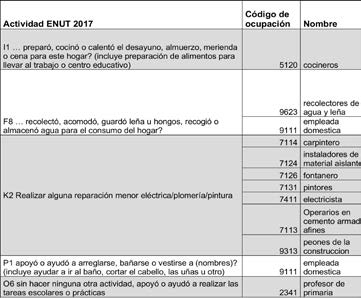 Actividad ENUT 2017
Código de ocupación
Nombre
I1 … preparó, cocinó o calentó el desayuno, almuerzo, merienda
o cena para este hogar? (incluye preparación de alimentos para
llevar al trabajo o centro educativo)
5120
cocineros
F8 … recolectó, acomodó, guardó leña u hongos, recogió o
almacenó agua para el consumo del hogar?
9623
recolectores de
agua y leña
9111
empleada
domestica
K2 Realizar alguna reparación menor eléctrica/plomería/pintura
7114
carpintero
7124
instaladores de
material aislante
7126
fontanero
7131
pintores
7411
electricista
7113
Operarios en
cemento armad
afines
9313
peones de la
construccion
P1 apoyó o ayudó a arreglarse, bañarse o vestirse a (nombres)?
(incluye ayudar a ir al baño, cortar el cabello, las uñas u otro)
9111
empleada
domestica
O6 sin hacer ninguna otra actividad, apoyó o ayudó a realizar las
tareas escolares o prácticas
2341
profesor de
primaria